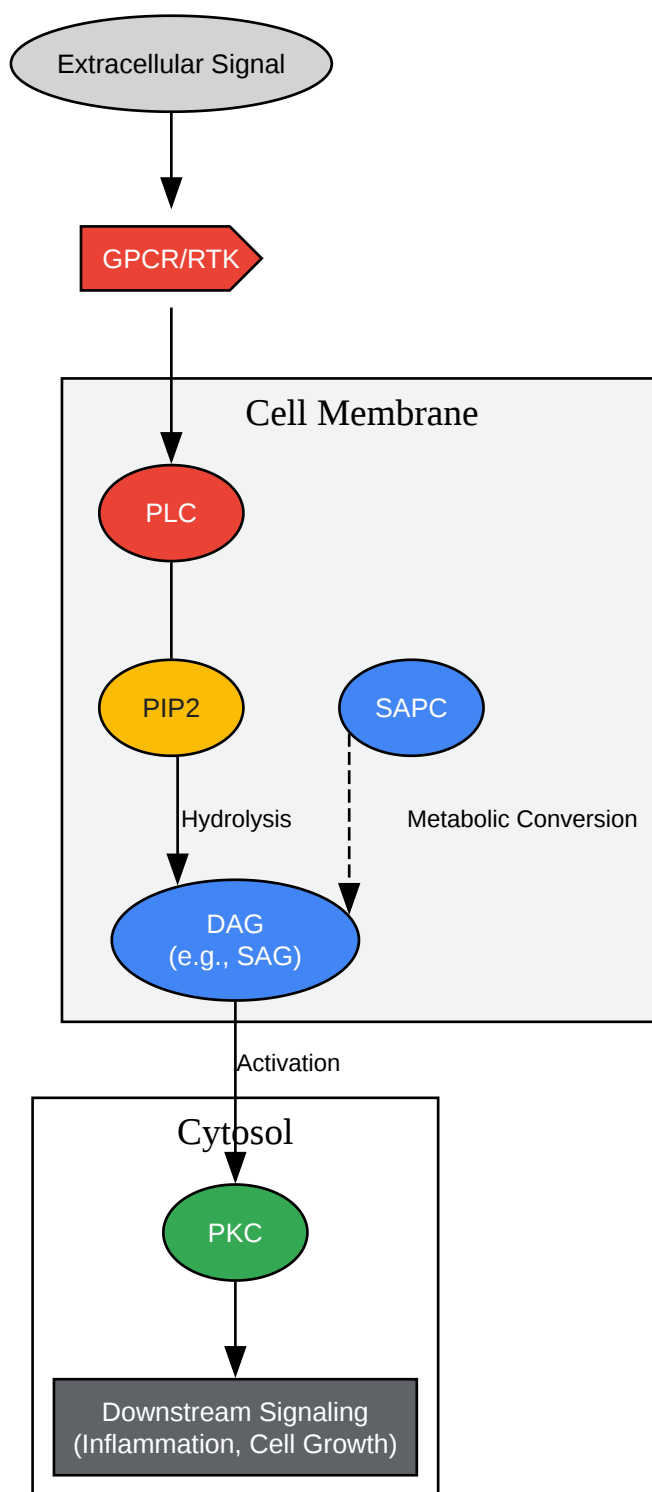 Extracellular Signal
GPCR/RTK
Cell Membrane
PLC
PIP2
SAPC
Hydrolysis
Metabolic Conversion
DAG
(e.g., SAG)
Activation
Cytosol
PKC
Downstream Signaling
(Inflammation, Cell Growth)